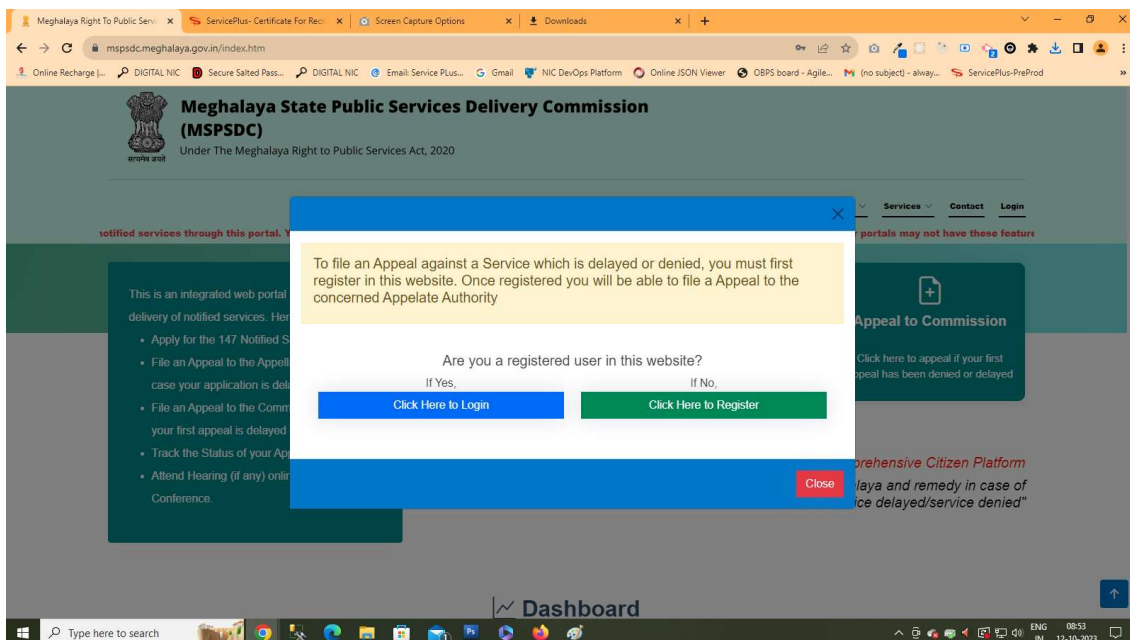 Meghalaya Right To Public Servi
ServicePlus- Certificate For Recr
Screen Capture Options
Downloads
mspsdc.meghalaya.gov.in/index.htm
Online Recharge |...
DIGITAL NIC
Secure Salted Pass...
DIGITAL NIC
Email: Service PLus...
Gmail
NIC DevOps Platform
Online JSON Viewer
OBPS board - Agile...
(no subject) - alway...
ServicePlus-PreProd
»
Meghalaya State Public Services Delivery Commission
(MSPSDC)
Under The Meghalaya Right to Public Services Act, 2020
सत्यमेव जयते
Services
Contact
Login
notified services through this portal.
portals may not have these feature
To file an Appeal against a Service which is delayed or denied, you must first
register in this website. Once registered you will be able to file a Appeal to the
concerned Appelate Authority
Are you a registered user in this website?
If Yes,
If No,
Click Here to Login
Click Here to Register
Close
This is an integrated web portal
delivery of notified services. Her
• Apply for the 147 Notified S
• File an Appeal to the Appell
case your application is del
• File an Appeal to the Comm
your first appeal is delayed
• Track the Status of your Ap
• Attend Hearing (if any) onlin
Conference.
Appeal to Commission
Click here to appeal if your first
ppeal has been denied or delayed
prehensive Citizen Platform
laya and remedy in case of
ice delayed/service denied"
Dashboard
Type here to search
ENG
IN
08:53
12-10-2023